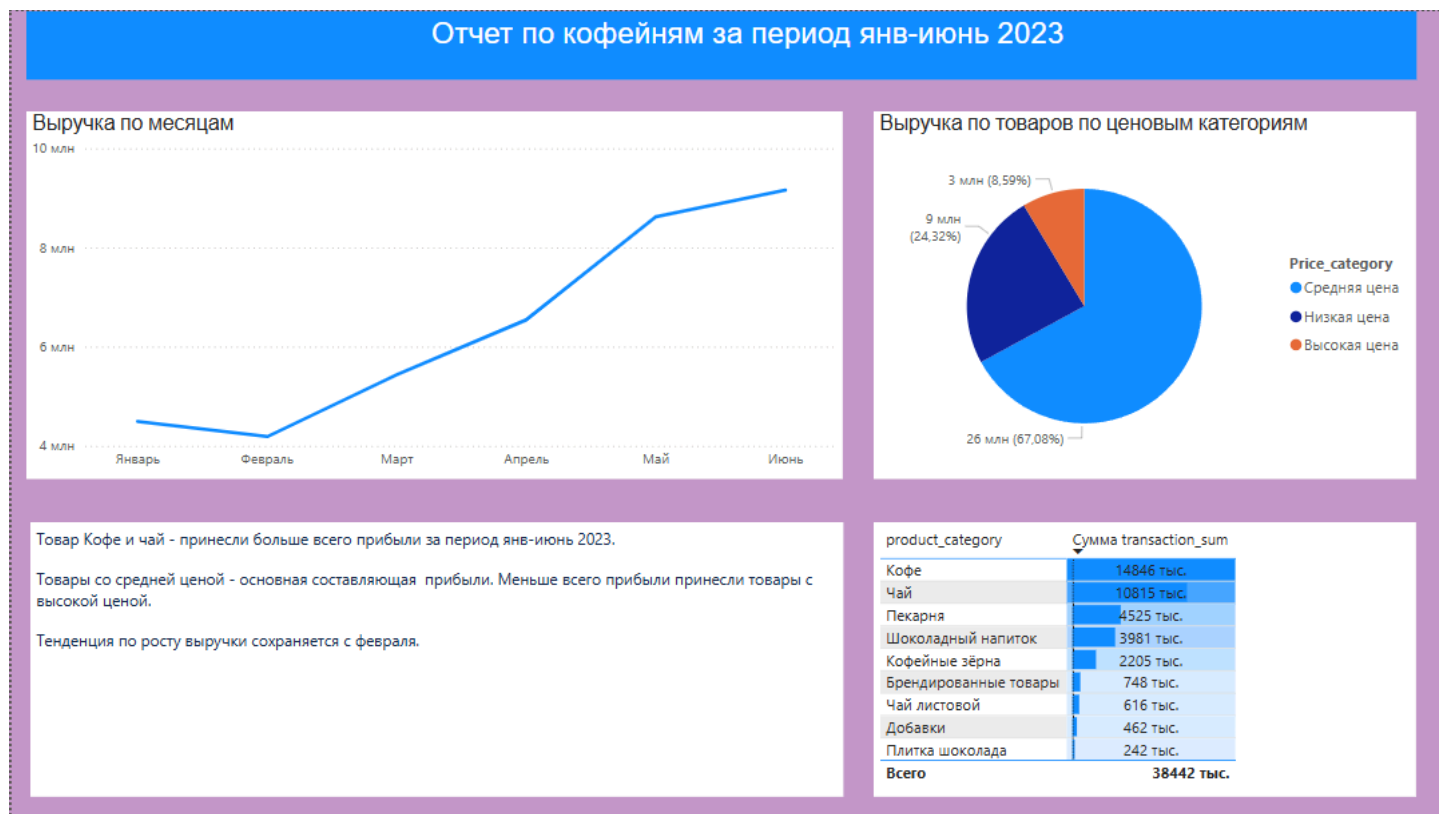 Отчет по кофейням за период янв-июнь 2023
Выручка по месяцам
10 млн
8 млн
6 млн
4 млн
Январь Февраль Март Апрель Май Июнь
Выручка по товаров по ценовым категориям
3 млн (8,59%)
9 млн
(24,32%)
26 млн (67,08%)
Price_category
Средняя цена
Низкая цена
Высокая цена
Товар Кофе и чай - принесли больше всего прибыли за период янв-июнь 2023.
Товары со средней ценой - основная составляющая прибыли. Меньше всего прибыли принесли товары с
высокой ценой.
Тенденция по росту выручки сохраняется с февраля.
product_category Сумма transaction_sum
Кофе 14846 тыс.
Чай 10815 тыс.
Пекарня 4525 тыс.
Шоколадный напиток 3981 тыс.
Кофейные зёрна 2205 тыс.
Брендированные товары 748 тыс.
Чай листовой 616 тыс.
Добавки 462 тыс.
Плитка шоколада 242 тыс.
Всего 38442 тыс.